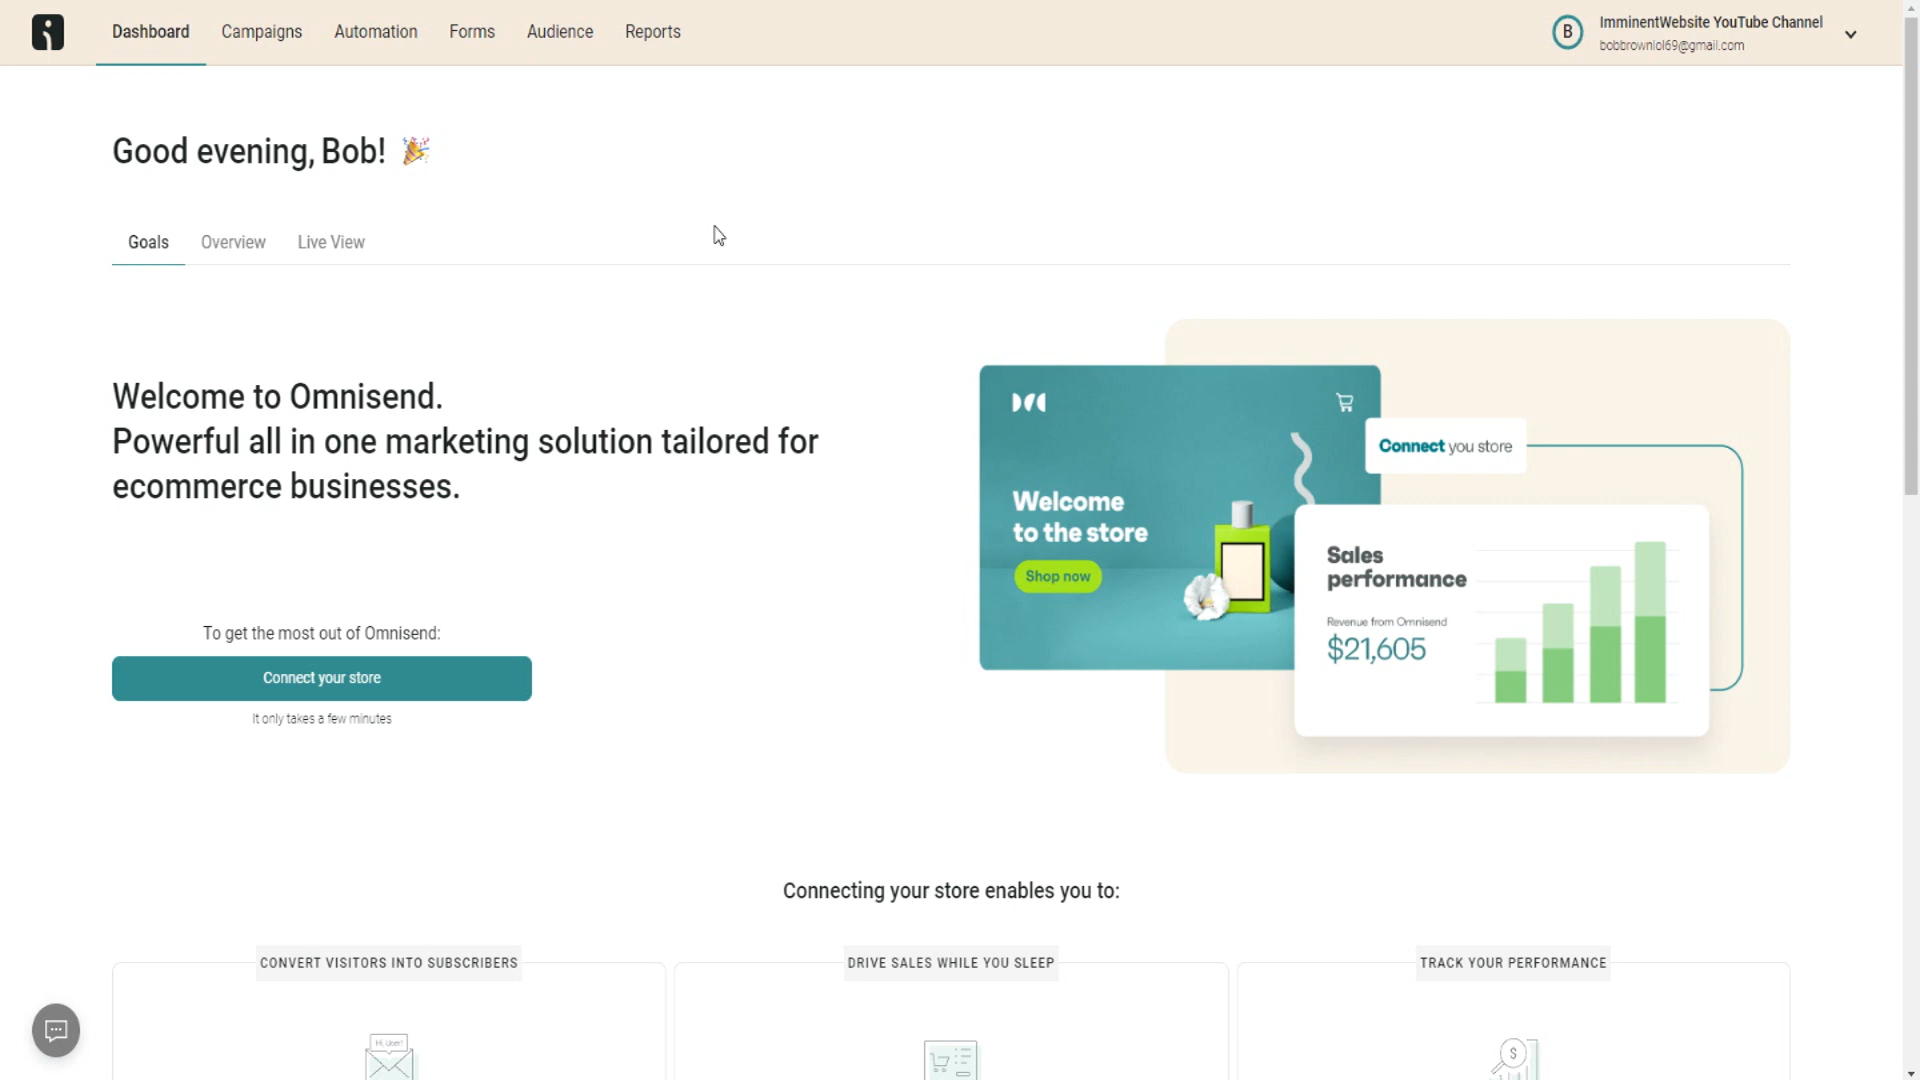 Dashboard
Campaigns
Automation
Forms
Audience
Reports
B
ImminentWebsite YouTube Channel
bobbrownlol69@gmail.com
Good evening, Bob!
Goals
Overview
Live View
Welcome to Omnisend.
Powerful all in one marketing solution tailored for
ecommerce businesses.
To get the most out of Omnisend:
Connect your store
It only takes a few minutes
Connect you store
Welcome
to the store
Shop now
Sales
performance
Revenue from Omnisend
$21,605
Connecting your store enables you to:
CONVERT VISITORS INTO SUBSCRIBERS
DRIVE SALES WHILE YOU SLEEP
TRACK YOUR PERFORMANCE
Hi, User!
$